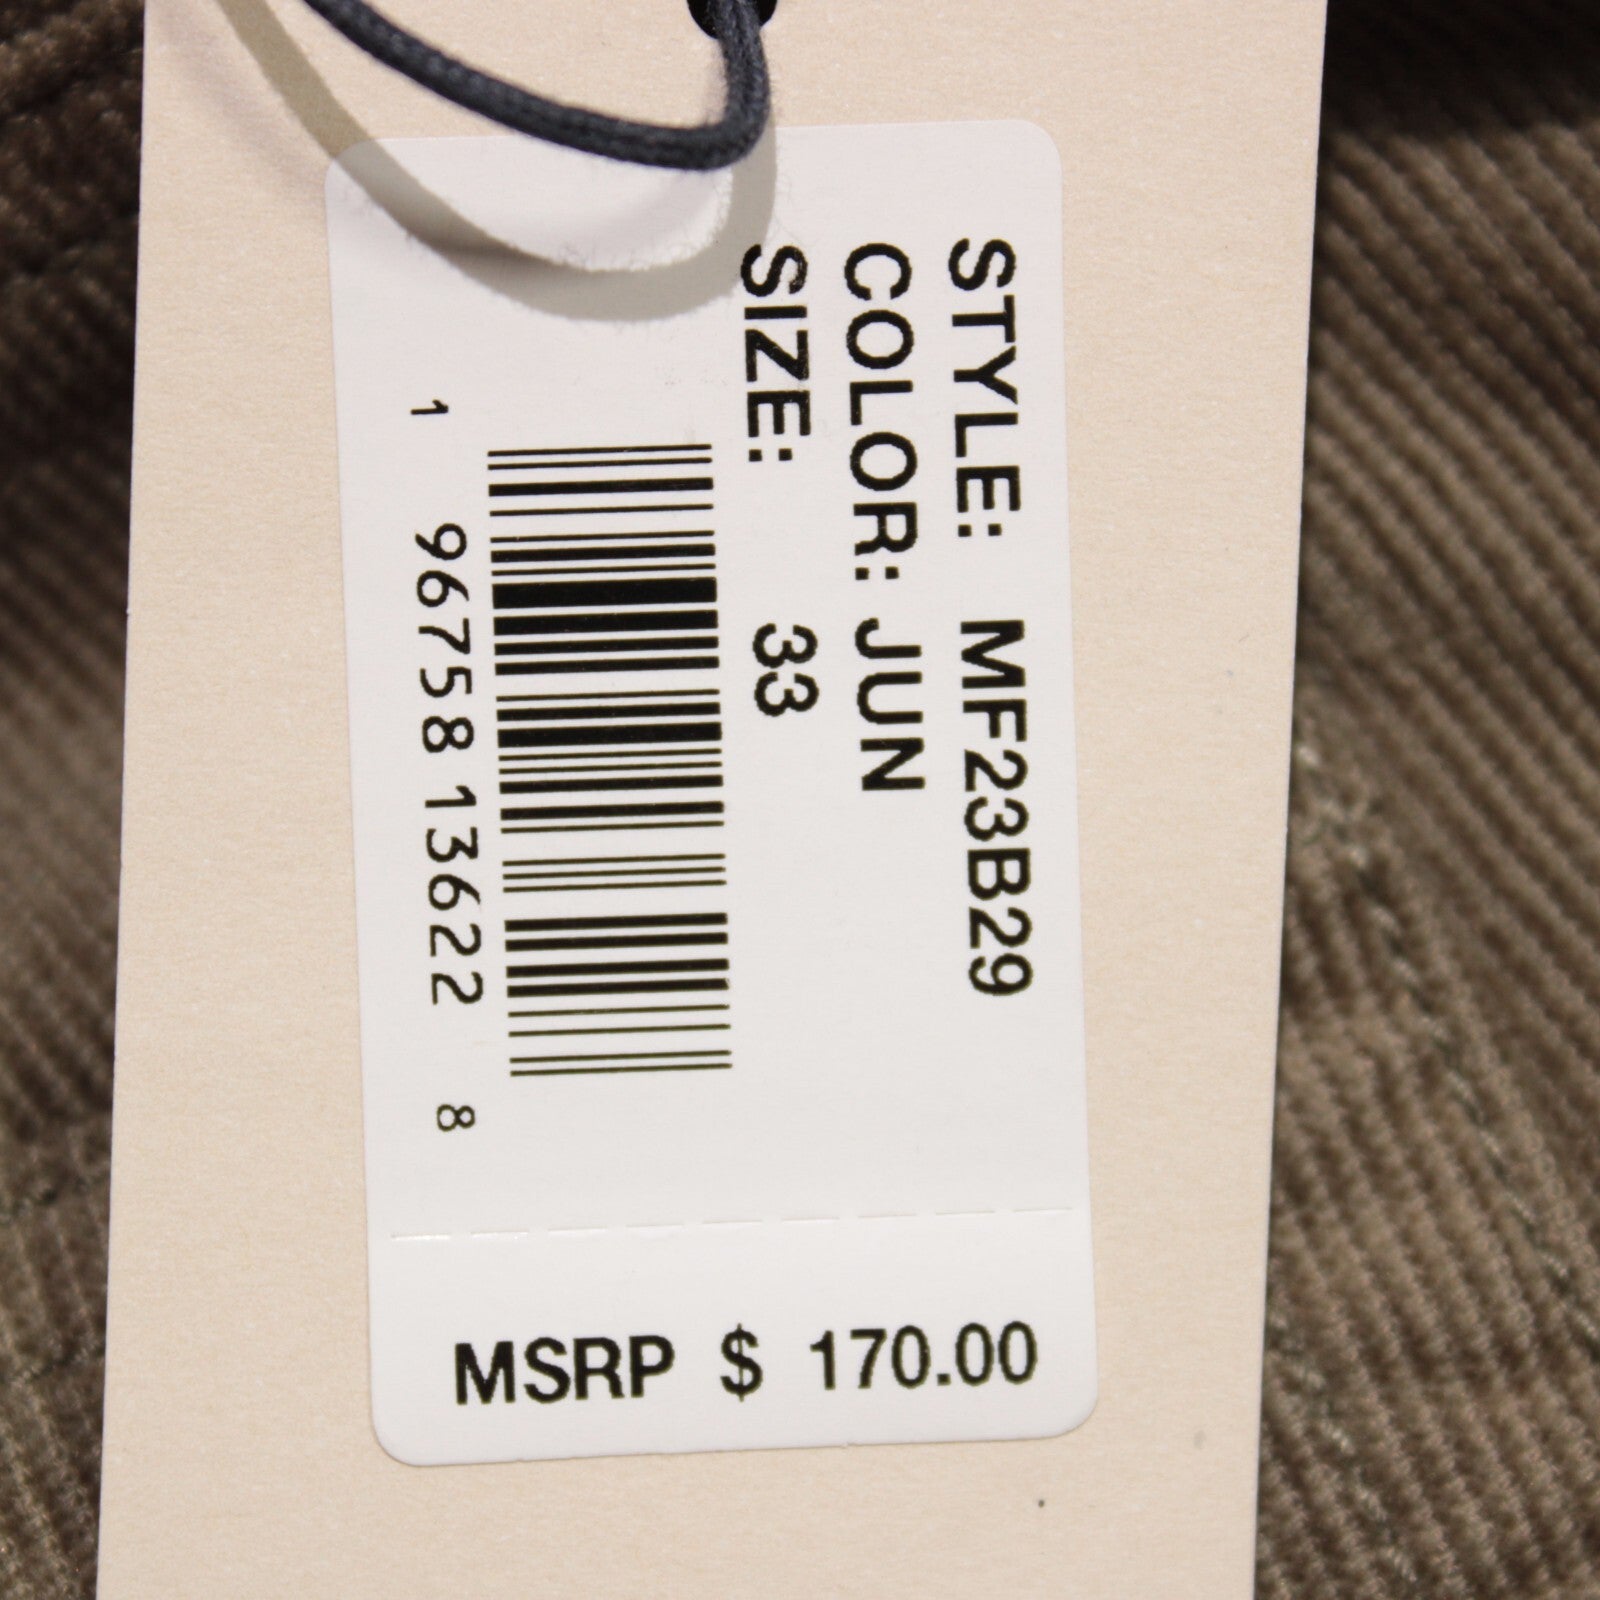 STYLE: MF23B29
COLOR: JUN
SIZE: 33
1 96758 13622 8
MSRP $ 170.00